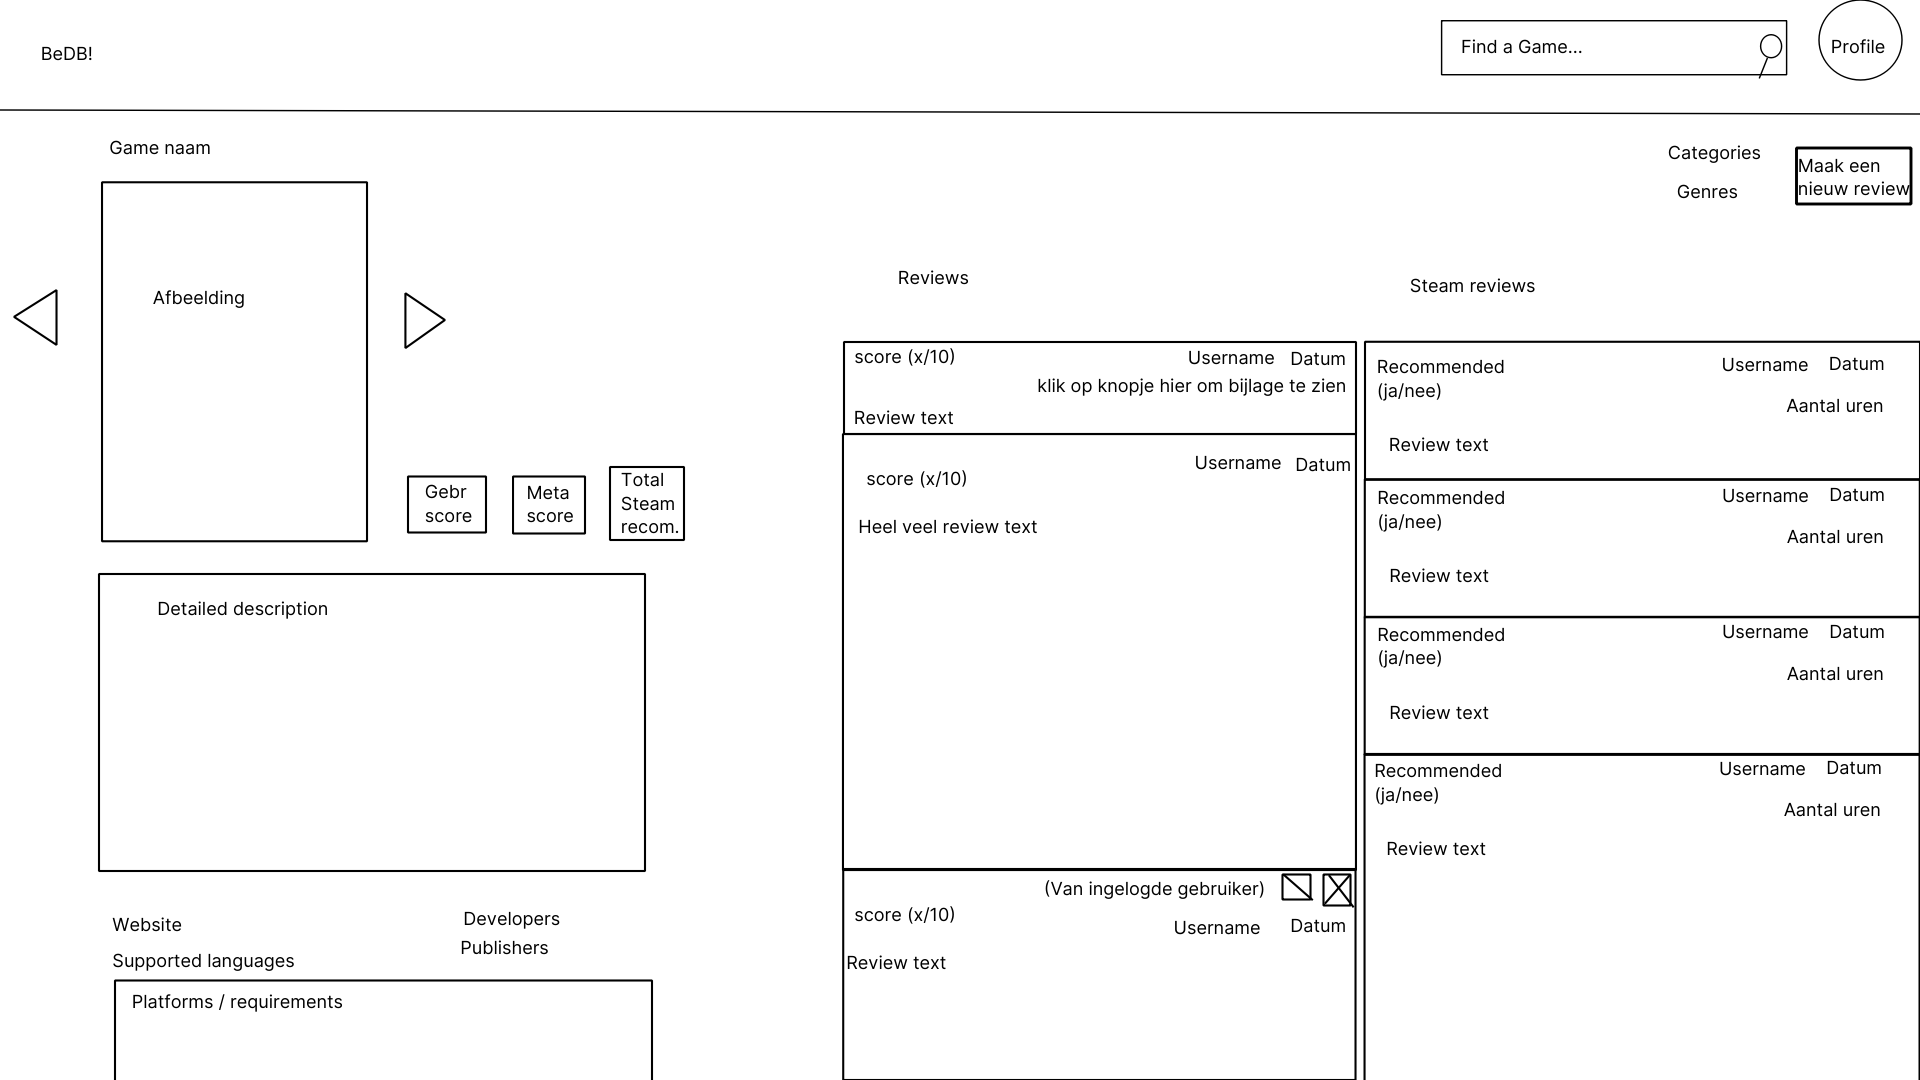 BeDB!
Find a Game...
Profile
Game naam
Afbeelding
Gebr
score
Meta
score
Total
Steam
recom.
Detailed description
Website
Supported languages
Developers
Publishers
Platforms / requirements
Categories
Genres
Maak een
nieuw review
Reviews
score (x/10)
Username
Datum
klik op knopje hier om bijlage te zien
Review text
score (x/10)
Username
Datum
Heel veel review text
(Van ingelogde gebruiker)
score (x/10)
Username
Datum
Review text
Steam reviews
Recommended
(ja/nee)
Username
Datum
Aantal uren
Review text
Recommended
(ja/nee)
Username
Datum
Aantal uren
Review text
Recommended
(ja/nee)
Username
Datum
Aantal uren
Review text
Recommended
(ja/nee)
Username
Datum
Aantal uren
Review text